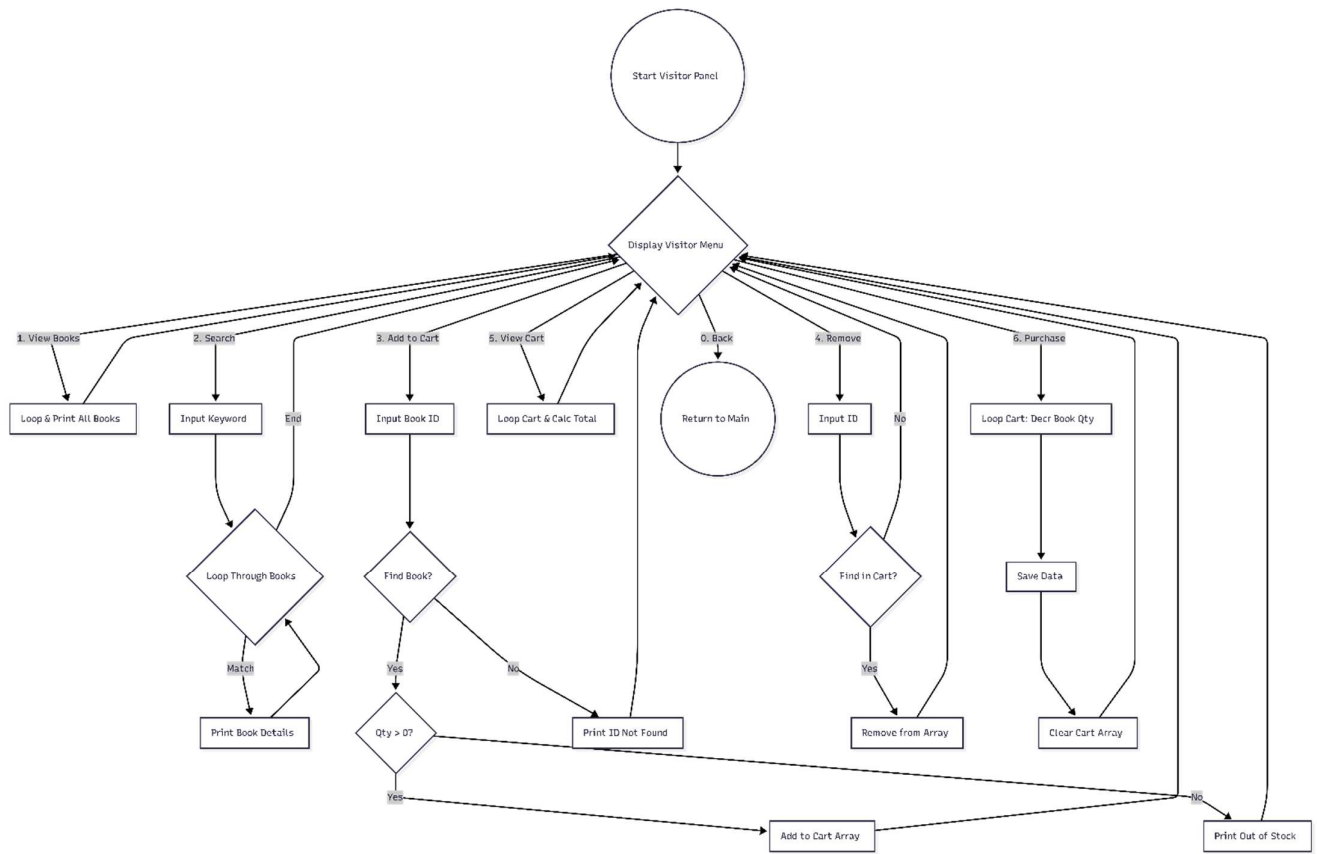 Start Visitor Panel
Display Visitor Menu
1. View Books
2. Search
3. Add to Cart
5. View Cart
0. Back
4. Remove
6. Purchase
Loop & Print All Books
Input Keyword
End
Input Book ID
Loop Cart & Calc Total
Return to Main
Input ID
No
Loop Cart: Decr Book Qty
Loop Through Books
Find Book?
Find in Cart?
Save Data
Match
Yes
No
Yes
Print Book Details
Qty > 0?
Print ID Not Found
Remove from Array
Clear Cart Array
Yes
No
Add to Cart Array
Print Out of Stock